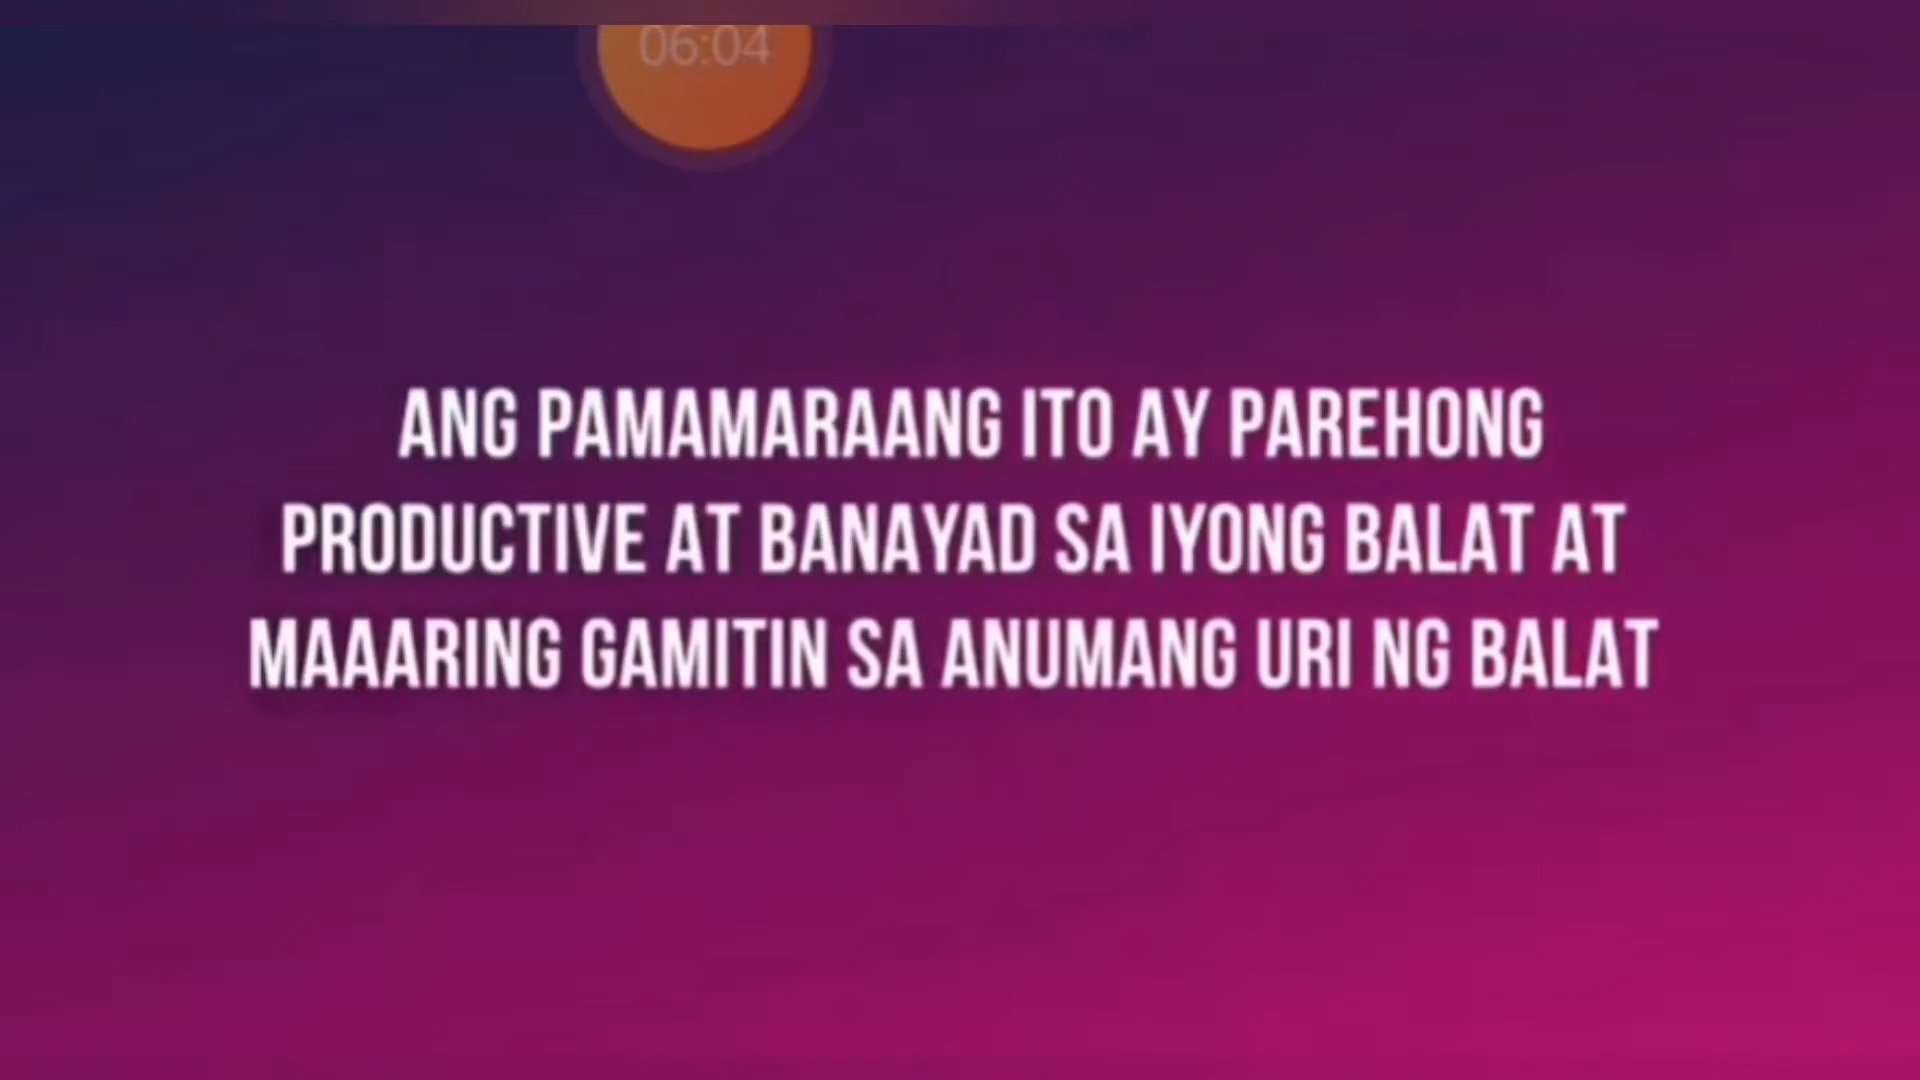 06:04
ANG PAMAMARAANG ITO AY PAREHONG
PRODUCTIVE AT BANAYAD SA IYONG BALAT AT
MAAARING GAMITIN SA ANUMANG URI NG BALAT